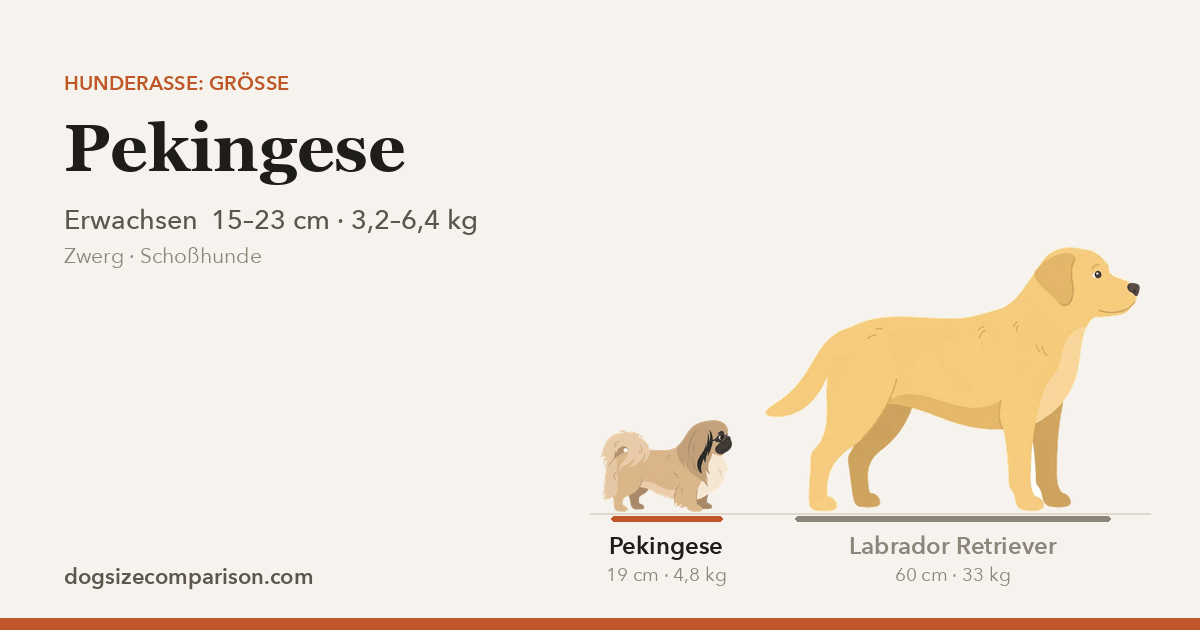 HUNDERASSE: GRÖSSE
Pekingese
Erwachsen 15–23 cm · 3,2–6,4 kg
Zwerg · Schoßhunde
Pekingese
19 cm · 4,8 kg
Labrador Retriever
60 cm · 33 kg
dogsizecomparison.com